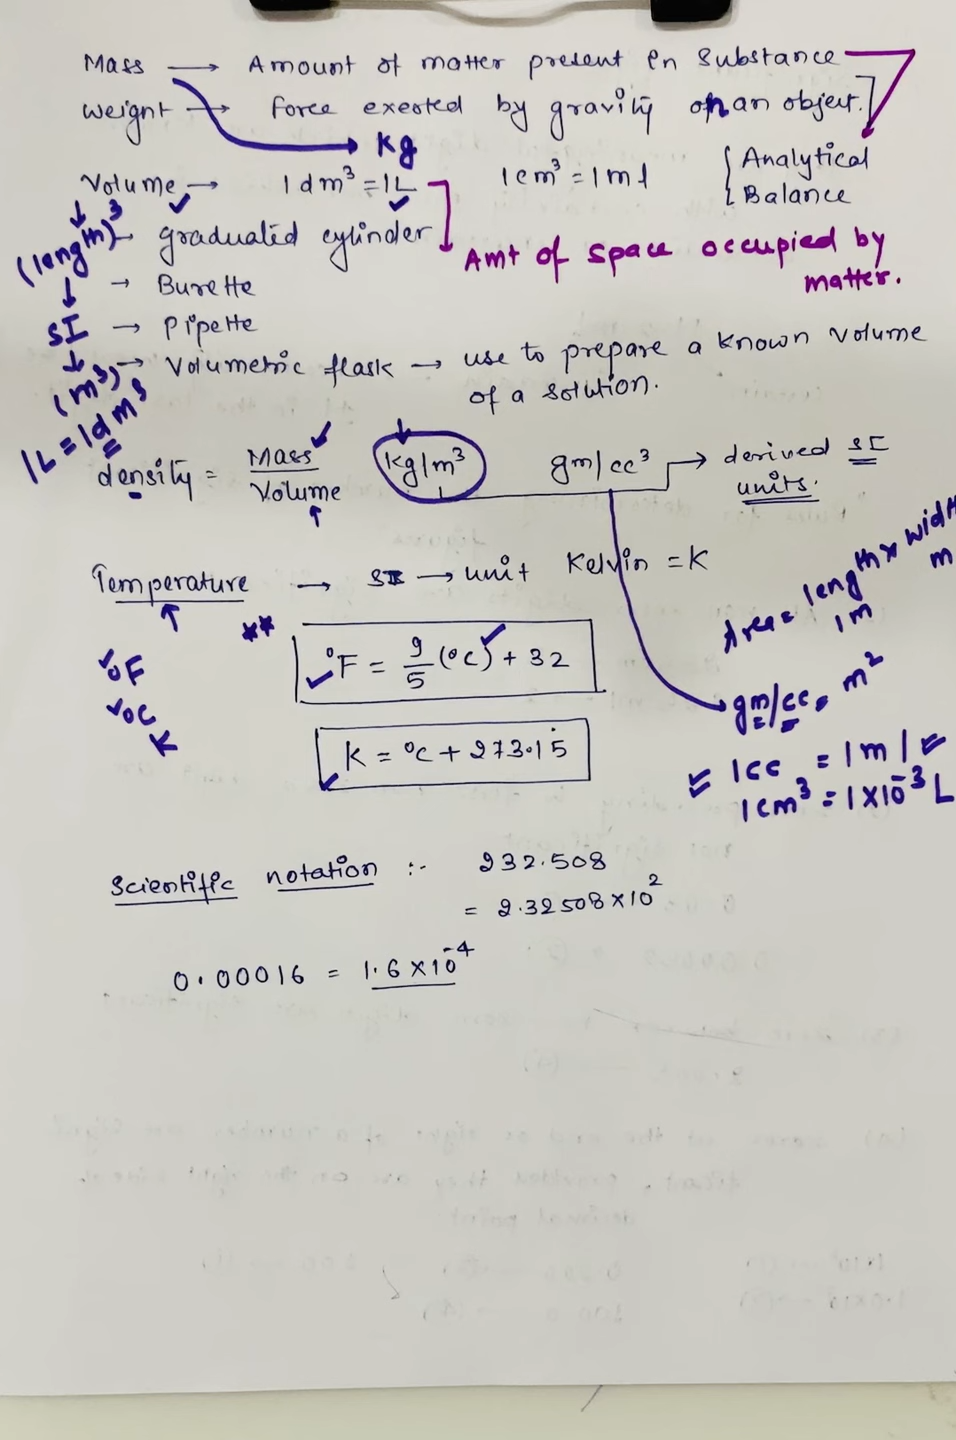 Mass → Amount of matter present in Substance
Weight → force exerted by gravity on an object.
Kg
Volume → 1dm³ = 1L 1cm³ = 1ml
Analytical
Balance
(length)³
→ graduated cylinder
Amt of space occupied by
matter.
→ Burette
SI → Pipette
→ Volumetric flask → use to prepare a known volume
of a solution.
(m³)
1L = 1dm³
density = Mass / Volume kg/m³ gm/cc³ → derived SI
units.
Temperature → SI → unit Kelvin = K
Area = length x width
1m m
m²
** °F = 9/5 (°C) + 32
°F
°C
K
gm/cc
K = °C + 273.15
1cc = 1ml
1cm³ = 1×10⁻³ L
Scientific notation :- 232.508
= 2.32508×10²
0.00016 = 1.6×10⁻⁴